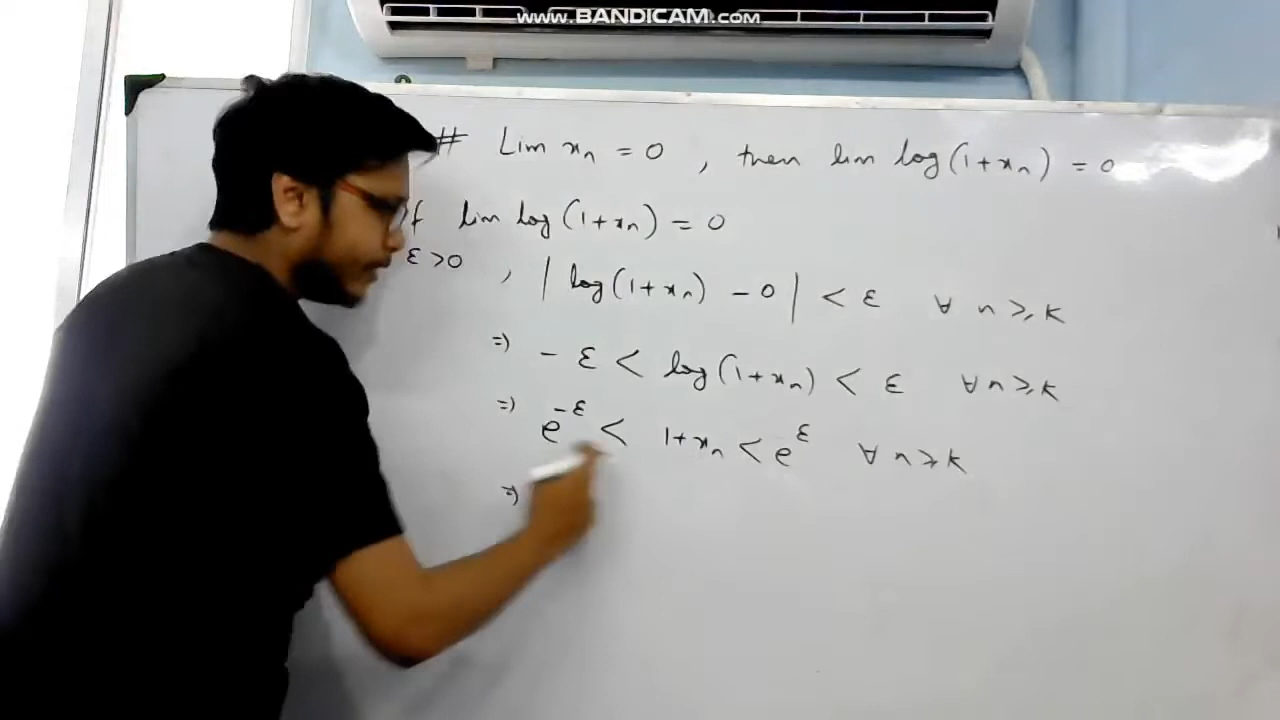 www.BANDICAM.com
# Lim xₙ = 0 , then lim log(1+xₙ) = 0
If lim log(1+xₙ) = 0
ε >0 , | log(1+xₙ) - 0 | < ε ∀ n ≥ K
⇒ - ε < log(1+xₙ) < ε ∀ n ≥ K
⇒ e^{-ε} < 1+xₙ < e^{ε} ∀ n ≥ K
⇒